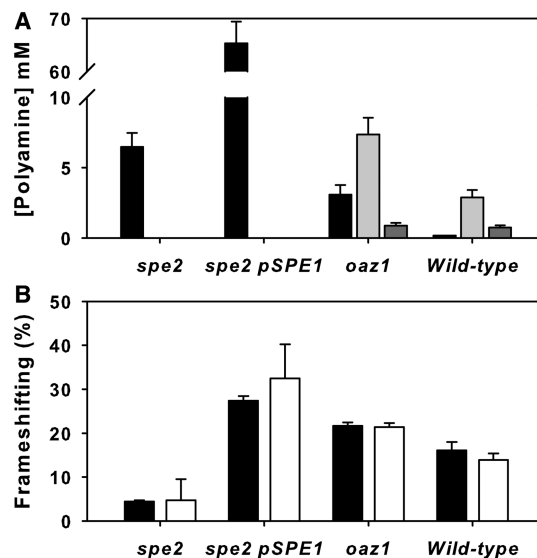 A
[Polyamine] mM
70
60
10
5
0
spe2
spe2 pSPE1
oaz1
Wild-type
B
Frameshifting (%)
50
40
30
20
10
0
spe2
spe2 pSPE1
oaz1
Wild-type